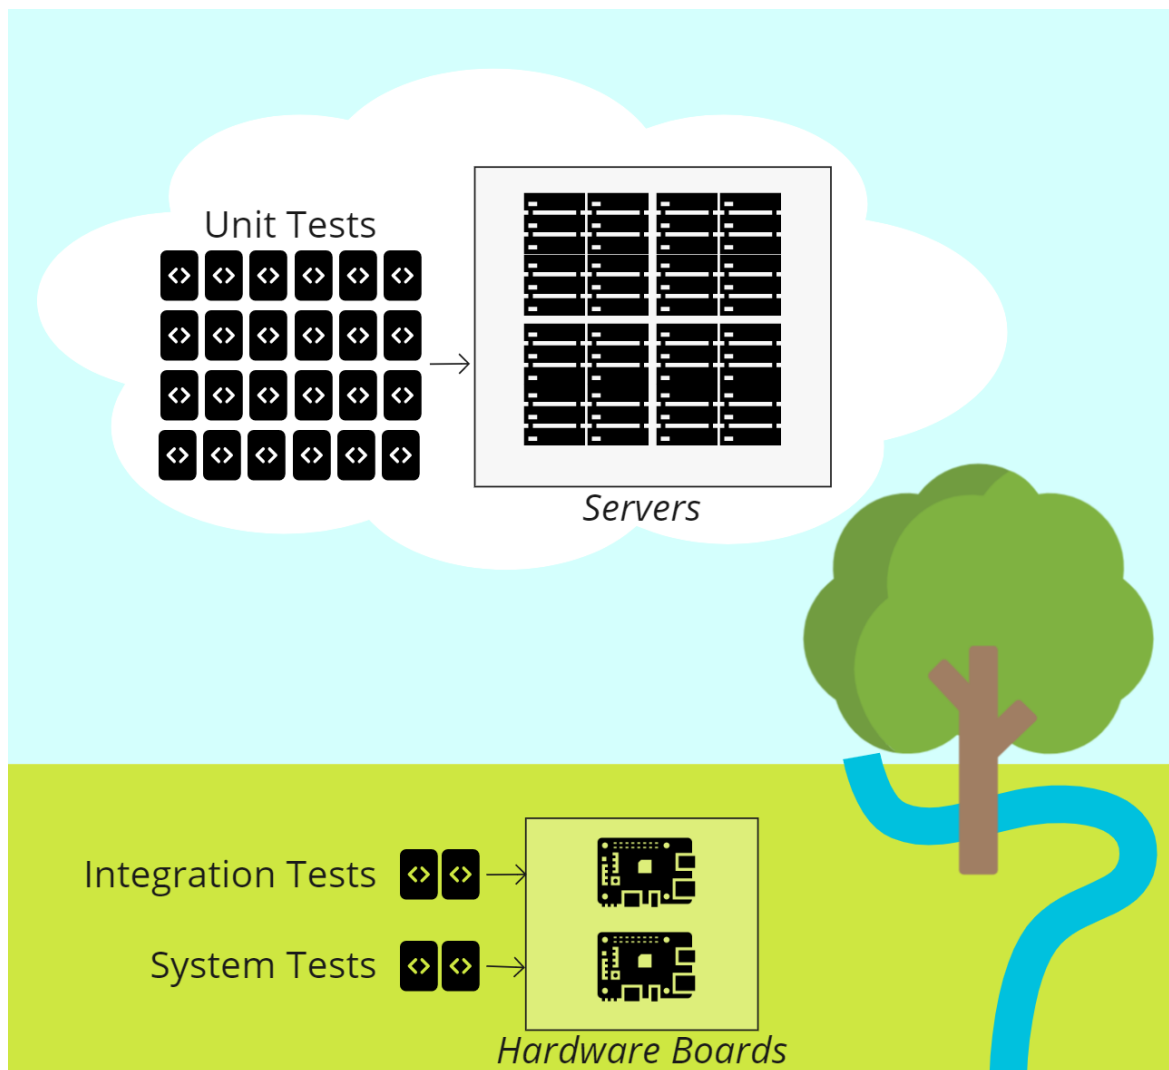 Unit Tests
Servers
Integration Tests
System Tests
Hardware Boards